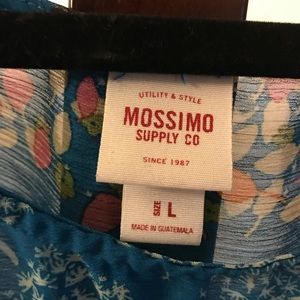 UTILITY & STYLE
MOSSIMO
SUPPLY CO
SINCE 1987
SIZE L
MADE IN GUATEMALA